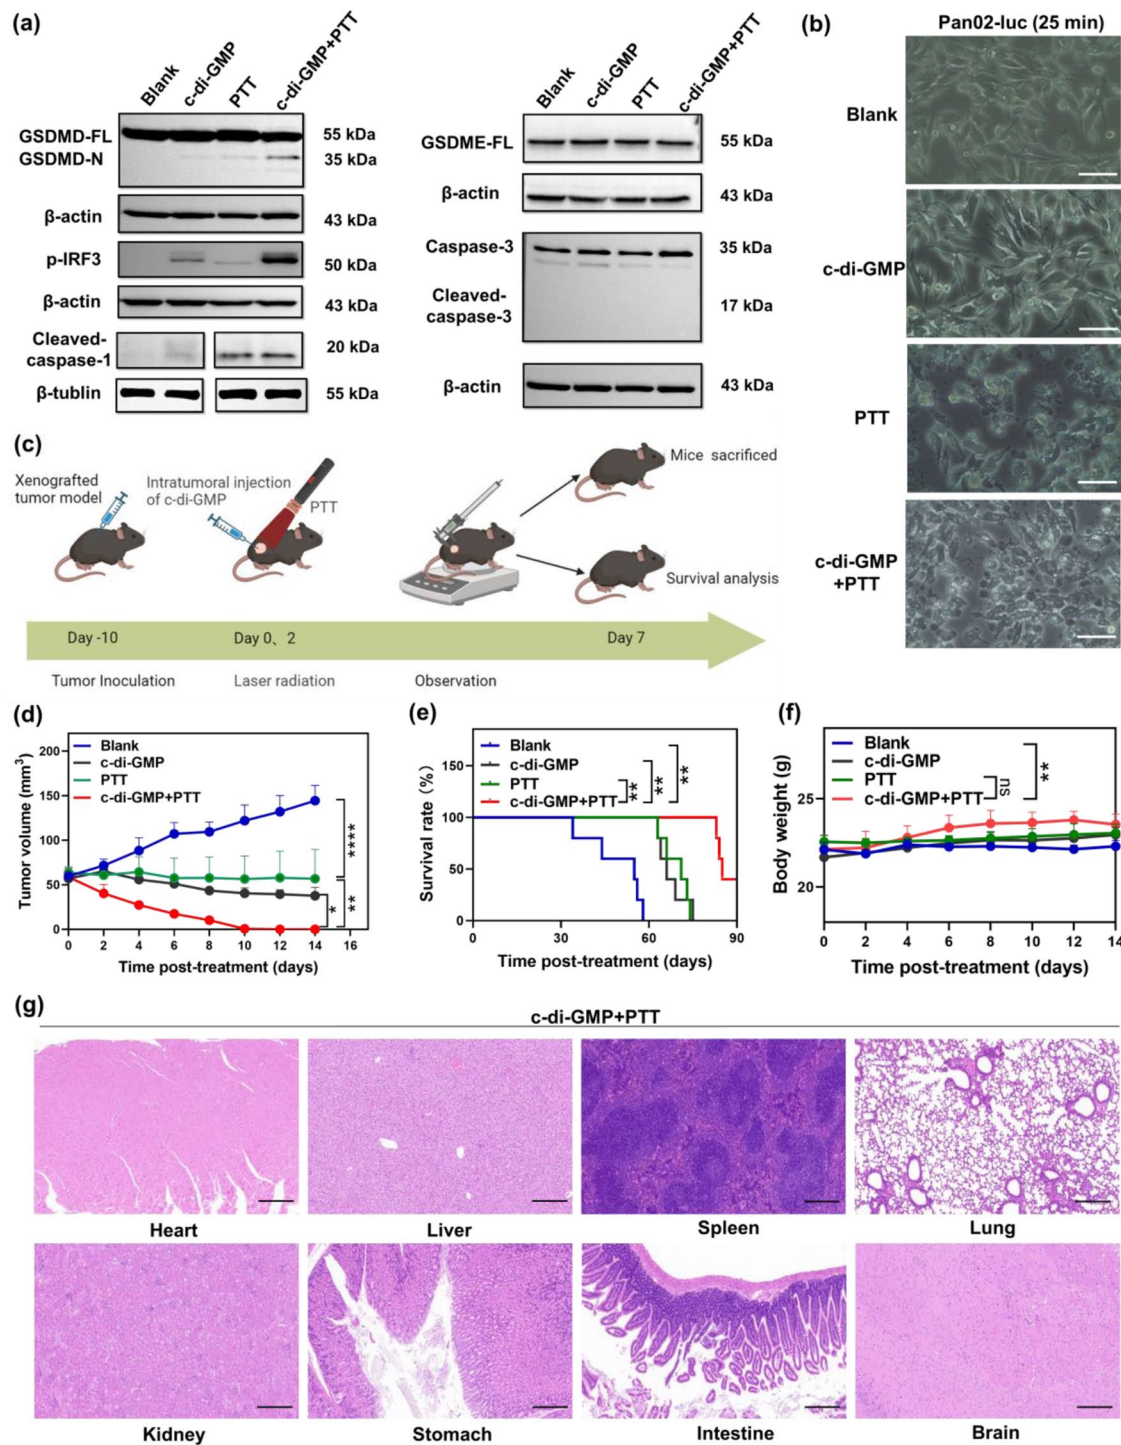 (a)
Blank
c-di-GMP
PTT
c-di-GMP+PTT
GSDMD-FL
55 kDa
GSDMD-N
35 kDa
β-actin
43 kDa
p-IRF3
50 kDa
β-actin
43 kDa
Cleaved-
caspase-1
20 kDa
β-tublin
55 kDa
Blank
c-di-GMP
PTT
c-di-GMP+PTT
GSDME-FL
55 kDa
β-actin
43 kDa
Caspase-3
35 kDa
Cleaved-
caspase-3
17 kDa
β-actin
43 kDa
(b)
Pan02-luc (25 min)
Blank
c-di-GMP
PTT
c-di-GMP
+PTT
(c)
Xenografted
tumor model
Intratumoral injection
of c-di-GMP
PTT
Mice sacrificed
Survival analysis
Day -10
Day 0、2
Day 7
Tumor Inoculation
Laser radiation
Observation
(d)
Blank
c-di-GMP
PTT
c-di-GMP+PTT
Tumor volume (mm³)
200
150
100
50
0
****
*
**
0 2 4 6 8 10 12 14 16
Time post-treatment (days)
(e)
Blank
c-di-GMP
PTT
c-di-GMP+PTT
**
**
**
Survival rate (%)
150
100
50
0
0 30 60 90
Time post-treatment (days)
(f)
Blank
c-di-GMP
PTT
c-di-GMP+PTT
ns
**
Body weight (g)
25
20
0 2 4 6 8 10 12 14
Time post-treatment (days)
(g)
c-di-GMP+PTT
Heart
Liver
Spleen
Lung
Kidney
Stomach
Intestine
Brain